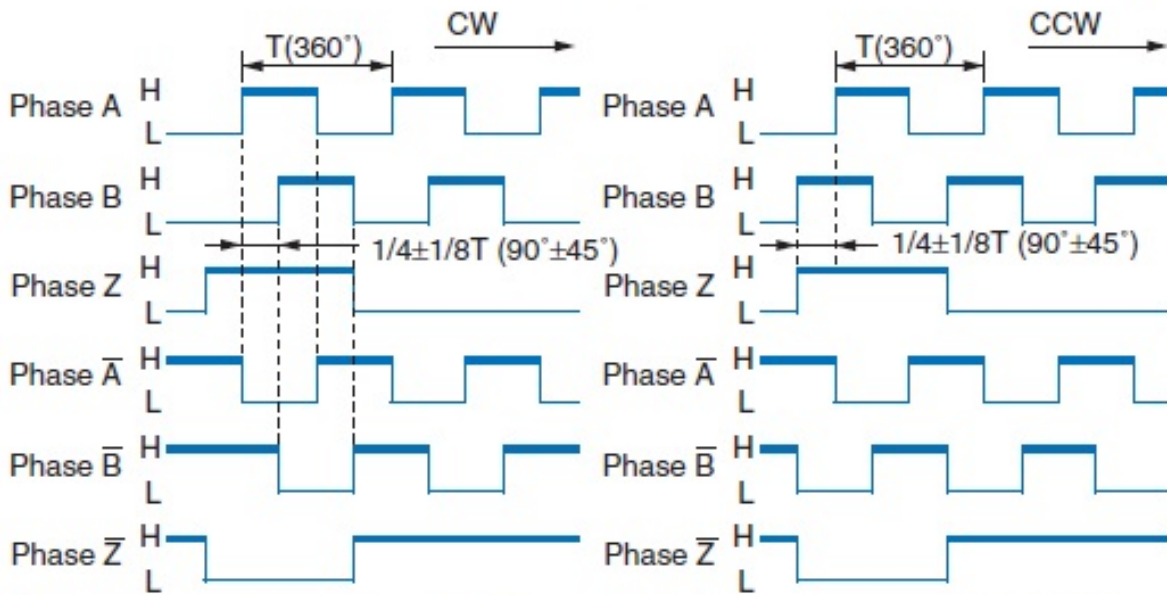 CW
T(360˚)
Phase A H
L
Phase B H
L
1/4±1/8T (90˚±45˚)
Phase Z H
L
Phase A̅ H
L
Phase B̅ H
L
Phase Z̅ H
L
CCW
T(360˚)
Phase A H
L
Phase B H
L
1/4±1/8T (90˚±45˚)
Phase Z H
L
Phase A̅ H
L
Phase B̅ H
L
Phase Z̅ H
L